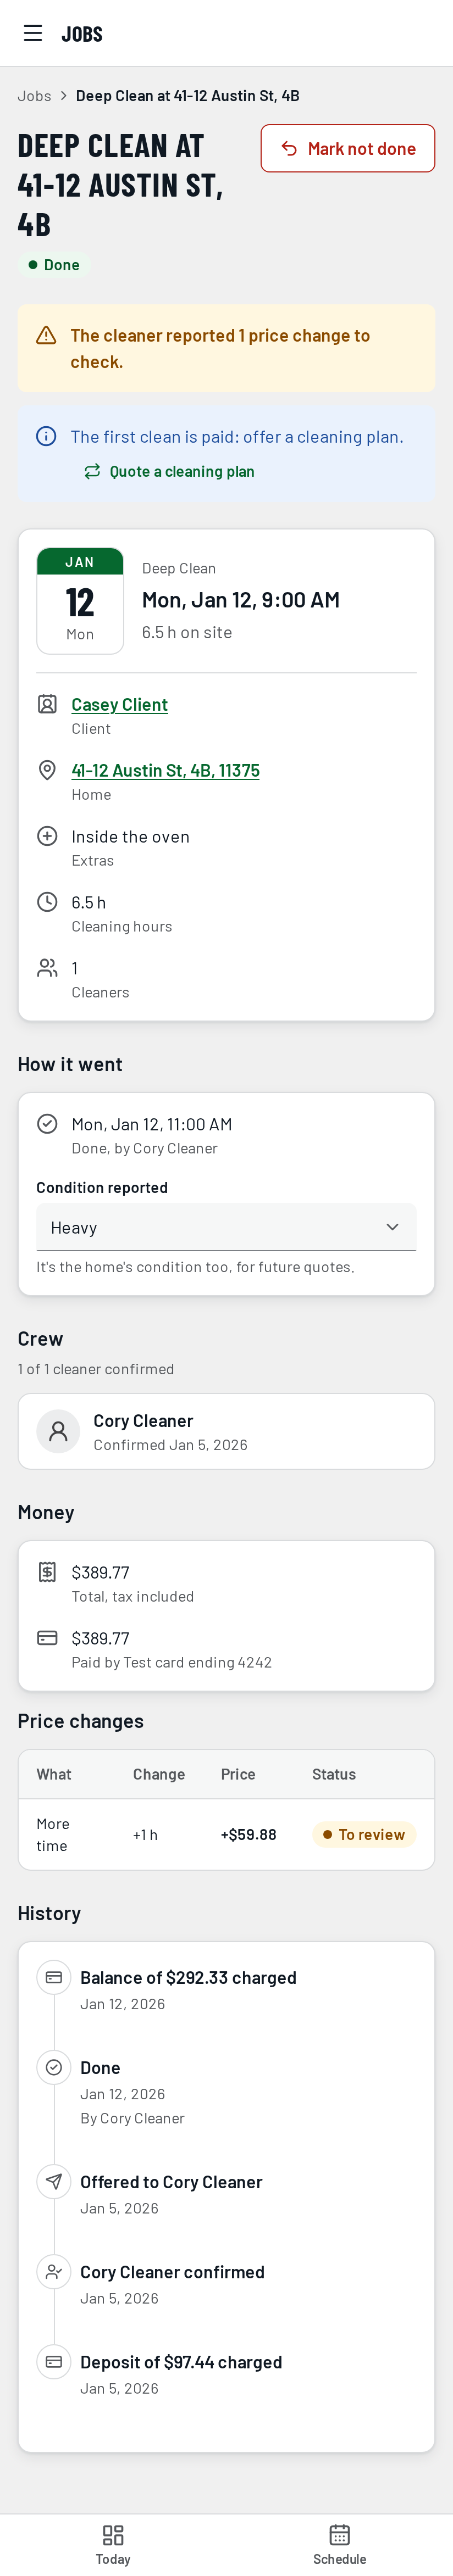 JOBS
Jobs > Deep Clean at 41-12 Austin St, 4B
DEEP CLEAN AT
41-12 AUSTIN ST,
4B
Mark not done
Done
The cleaner reported 1 price change to
check.
The first clean is paid: offer a cleaning plan.
Quote a cleaning plan
JAN
12
Mon
Deep Clean
Mon, Jan 12, 9:00 AM
6.5 h on site
Casey Client
Client
41-12 Austin St, 4B, 11375
Home
Inside the oven
Extras
6.5 h
Cleaning hours
1
Cleaners
How it went
Mon, Jan 12, 11:00 AM
Done, by Cory Cleaner
Condition reported
Heavy
It's the home's condition too, for future quotes.
Crew
1 of 1 cleaner confirmed
Cory Cleaner
Confirmed Jan 5, 2026
Money
$389.77
Total, tax included
$389.77
Paid by Test card ending 4242
Price changes
What Change Price Status
More
time +1 h +$59.88 To review
History
Balance of $292.33 charged
Jan 12, 2026
Done
Jan 12, 2026
By Cory Cleaner
Offered to Cory Cleaner
Jan 5, 2026
Cory Cleaner confirmed
Jan 5, 2026
Deposit of $97.44 charged
Jan 5, 2026
Today Schedule